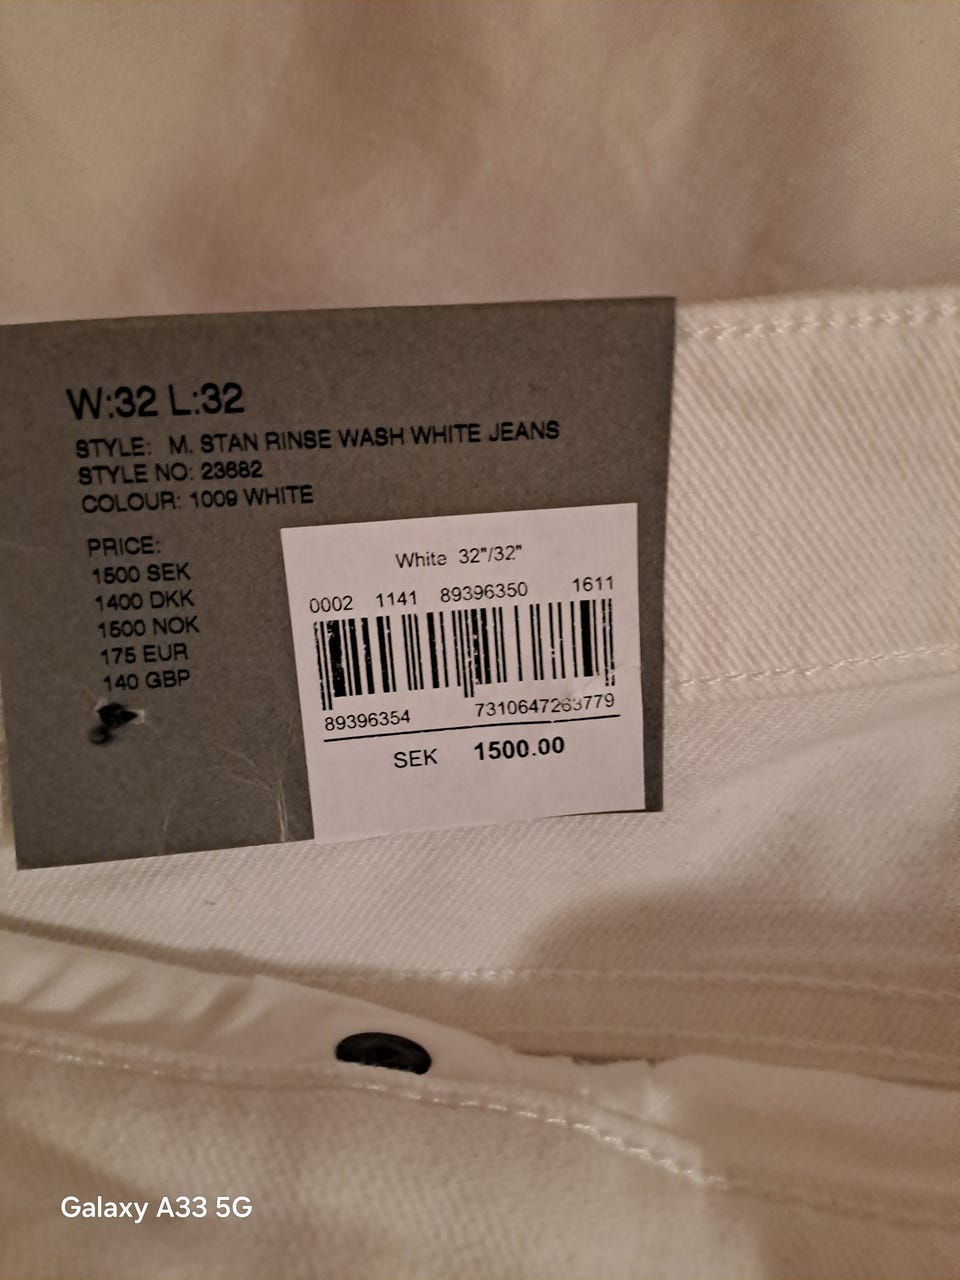 W:32 L:32
STYLE: M. STAN RINSE WASH WHITE JEANS
STYLE NO: 23682
COLOUR: 1009 WHITE
PRICE:
1500 SEK
1400 DKK
1500 NOK
175 EUR
140 GBP
White 32"/32"
0002 1141 89396350 1611
89396354 7310647263779
SEK 1500.00
Galaxy A33 5G